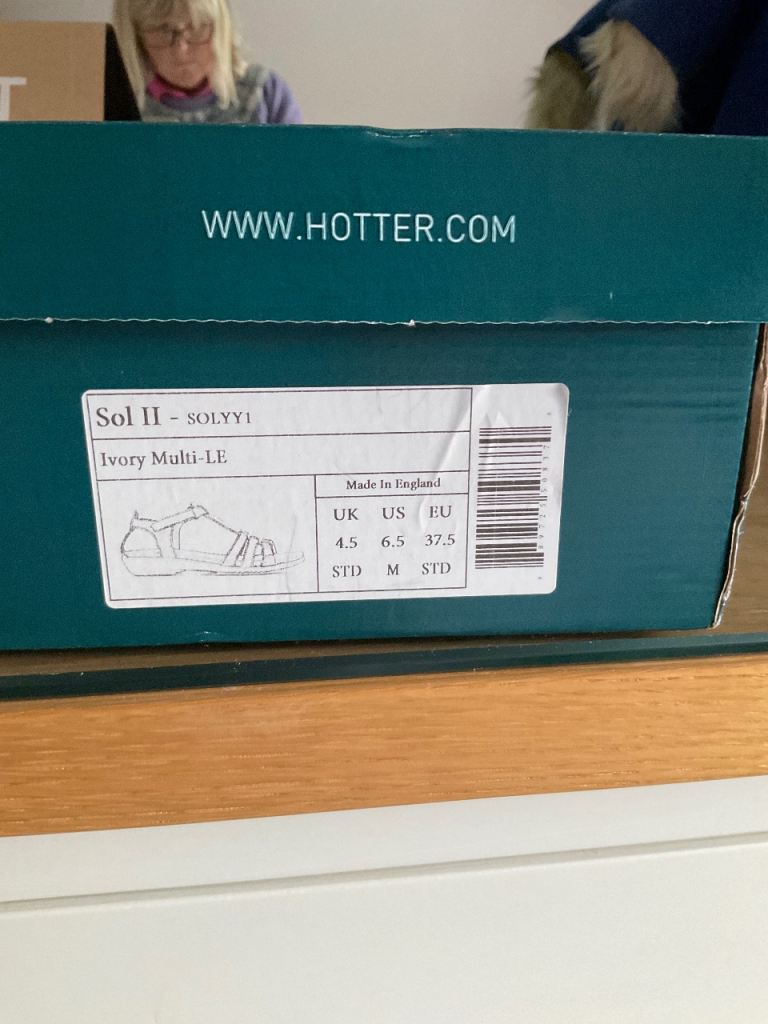 T
WWW.HOTTER.COM
Sol II - SOLYY1
Ivory Multi-LE
Made In England
UK US EU
4.5 6.5 37.5
STD M STD